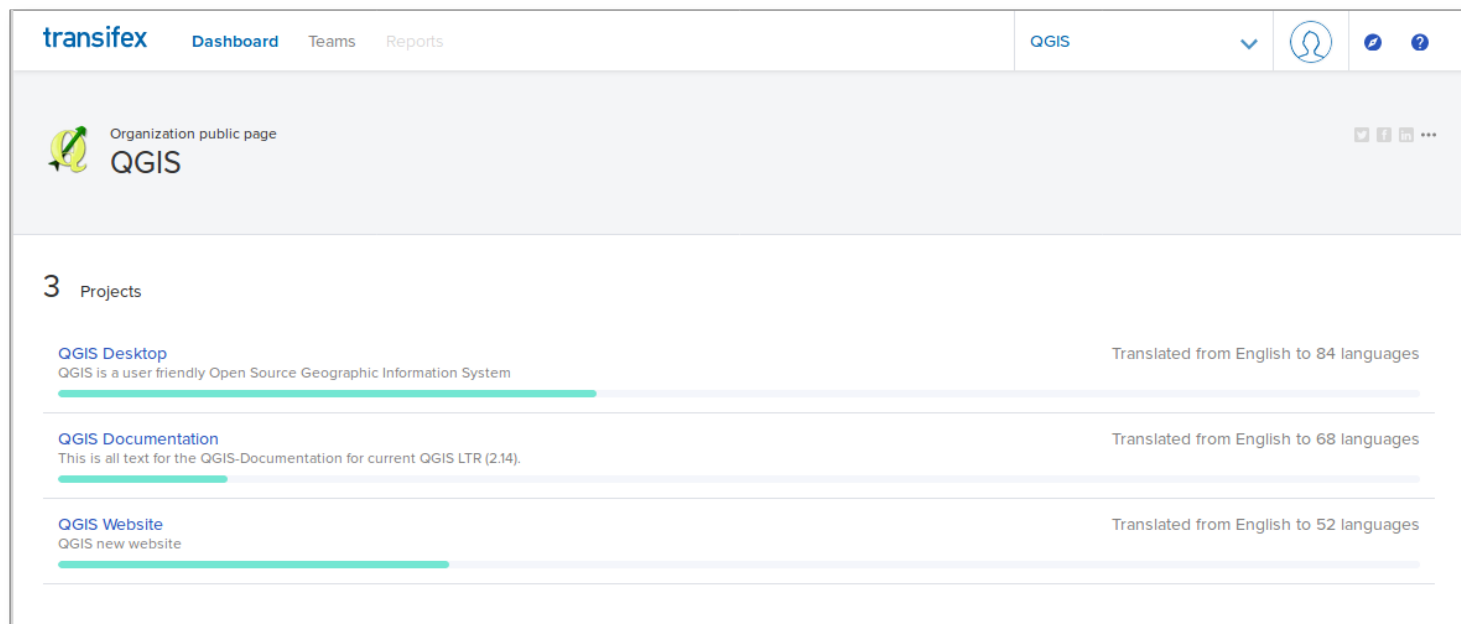 transifex Dashboard Teams Reports QGIS
Organization public page
QGIS
3 Projects
QGIS Desktop Translated from English to 84 languages
QGIS is a user friendly Open Source Geographic Information System
QGIS Documentation Translated from English to 68 languages
This is all text for the QGIS-Documentation for current QGIS LTR (2.14).
QGIS Website Translated from English to 52 languages
QGIS new website